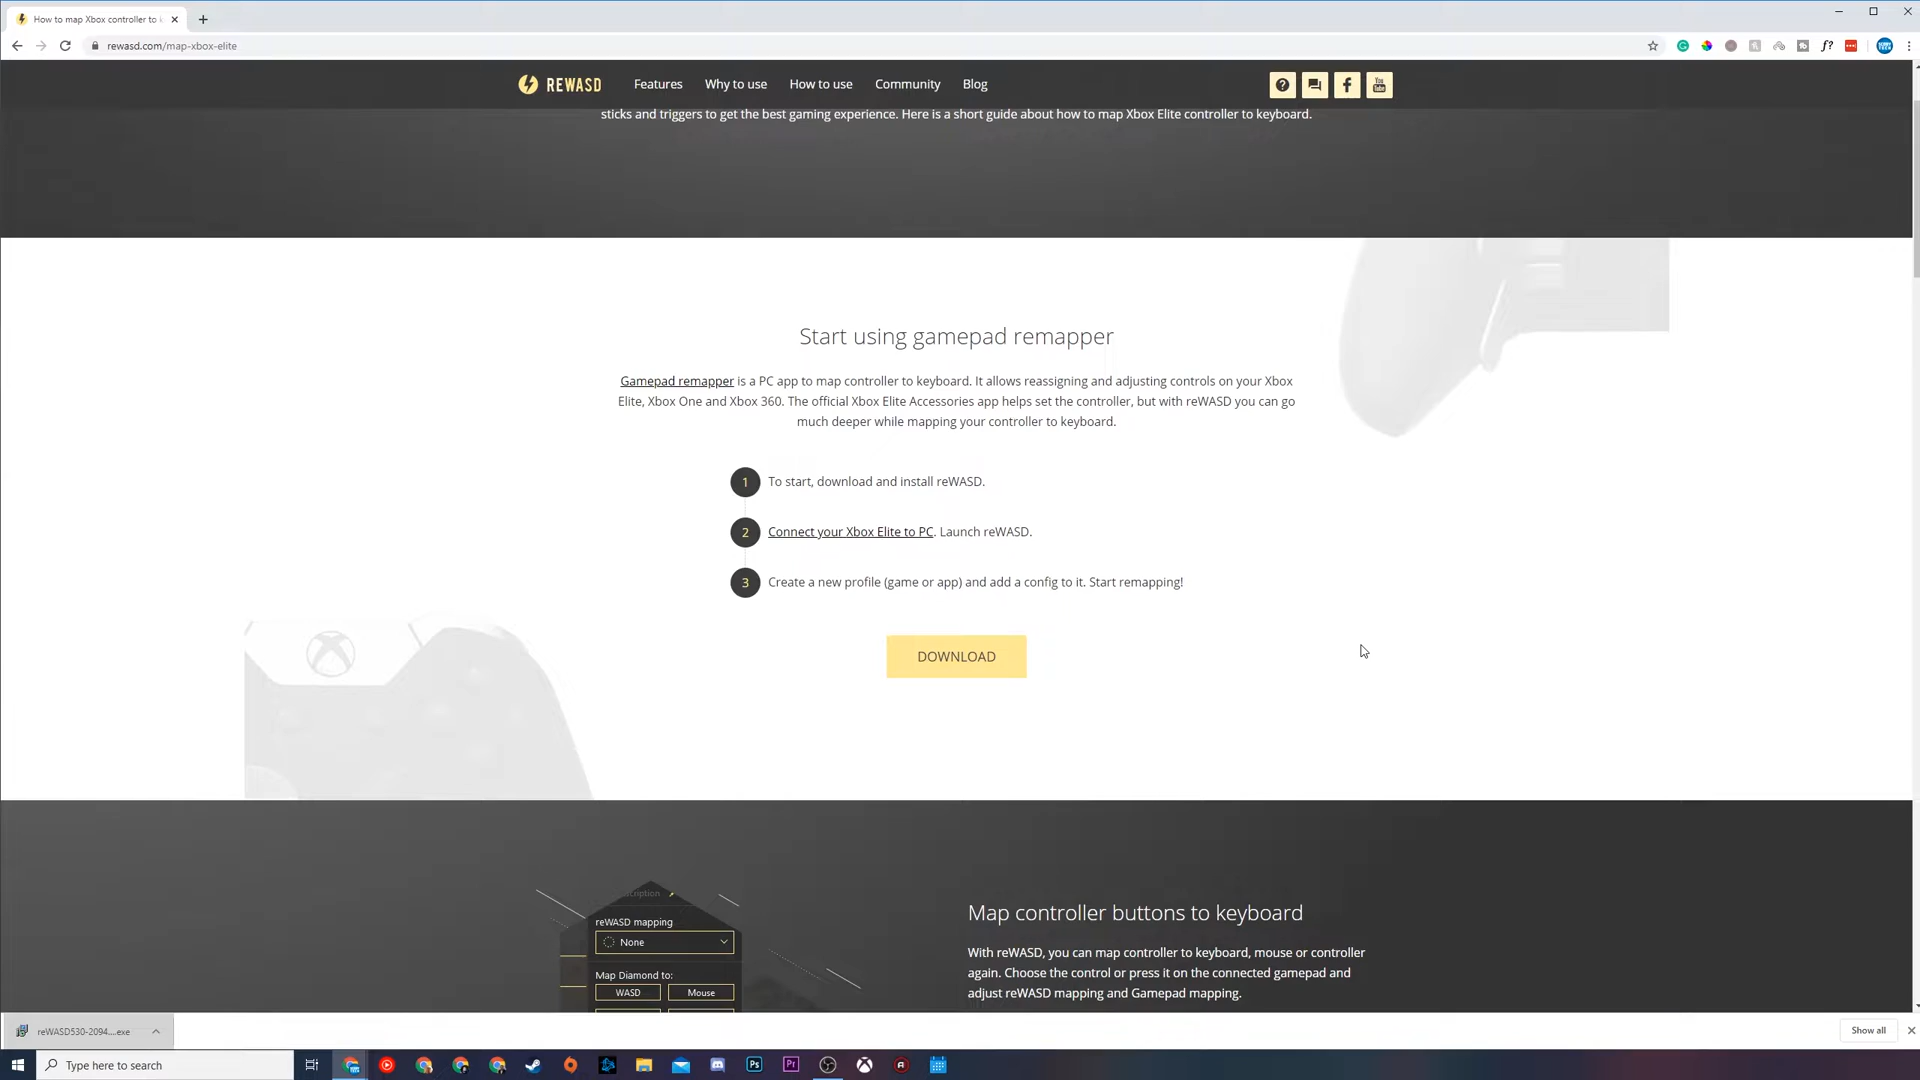 How to map Xbox controller to
rewasd.com/map-xbox-elite
REWASD
Features
Why to use
How to use
Community
Blog
You
Tube
sticks and triggers to get the best gaming experience. Here is a short guide about how to map Xbox Elite controller to keyboard.
Start using gamepad remapper
Gamepad remapper is a PC app to map controller to keyboard. It allows reassigning and adjusting controls on your Xbox
Elite, Xbox One and Xbox 360. The official Xbox Elite Accessories app helps set the controller, but with reWASD you can go
much deeper while mapping your controller to keyboard.
1 To start, download and install reWASD.
2 Connect your Xbox Elite to PC. Launch reWASD.
3 Create a new profile (game or app) and add a config to it. Start remapping!
DOWNLOAD
reWASD mapping
None
Map Diamond to:
WASD
Mouse
Map controller buttons to keyboard
With reWASD, you can map controller to keyboard, mouse or controller
again. Choose the control or press it on the connected gamepad and
adjust reWASD mapping and Gamepad mapping.
reWASD530-2094....exe
Show all
Type here to search
Ps
Pr